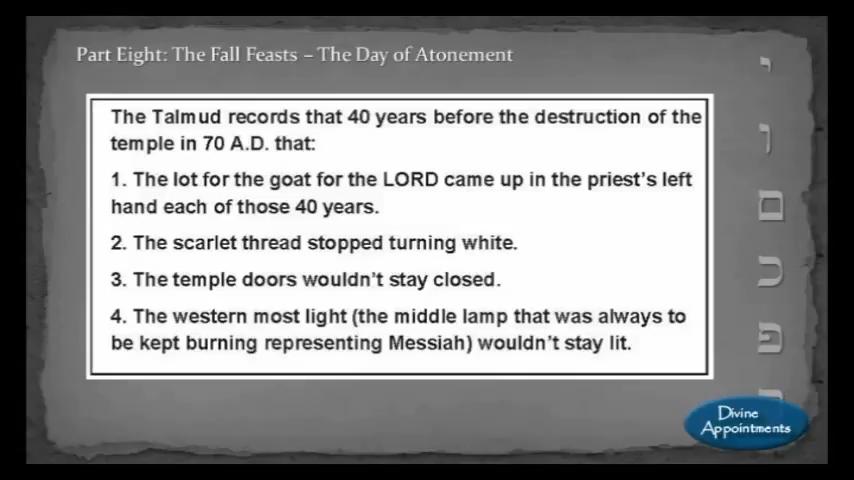 Part Eight: The Fall Feasts – The Day of Atonement
The Talmud records that 40 years before the destruction of the
temple in 70 A.D. that:
1. The lot for the goat for the LORD came up in the priest's left
hand each of those 40 years.
2. The scarlet thread stopped turning white.
3. The temple doors wouldn't stay closed.
4. The western most light (the middle lamp that was always to
be kept burning representing Messiah) wouldn't stay lit.
י
ו
ם
כ
פ
Divine
Appointments